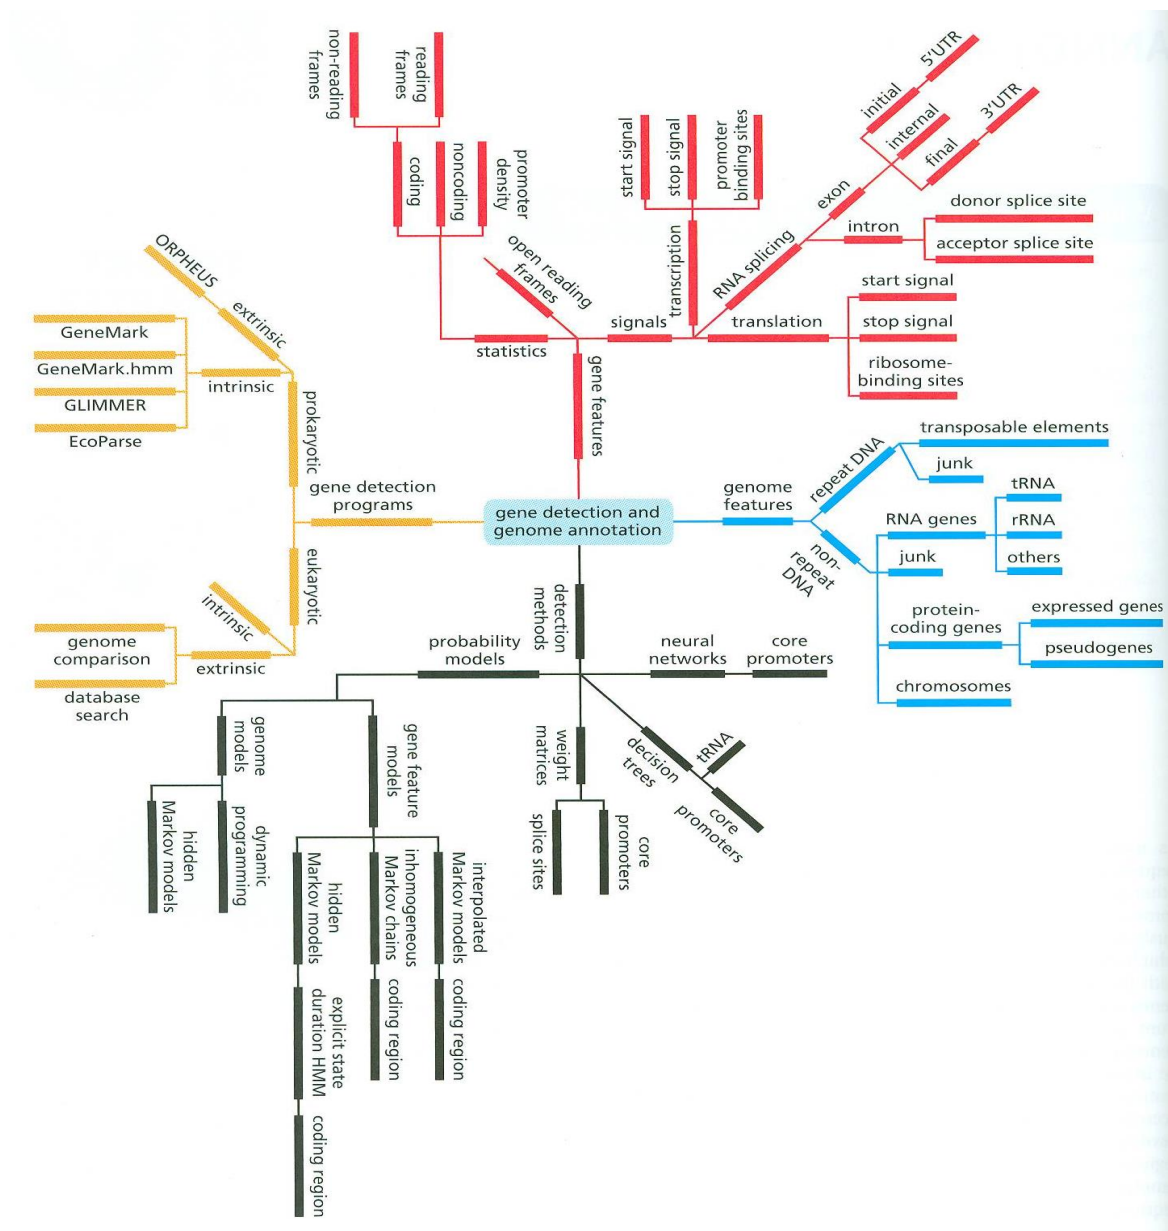 non-reading
frames
reading
frames
coding
noncoding
promoter
density
open reading
frames
statistics
start signal
stop signal
promoter
binding sites
transcription
signals
RNA splicing
exon
initial
5'UTR
internal
final
3'UTR
intron
donor splice site
acceptor splice site
translation
start signal
stop signal
ribosome-
binding sites
gene features
ORPHEUS
extrinsic
GeneMark
GeneMark.hmm
GLIMMER
EcoParse
intrinsic
prokaryotic
gene detection
programs
eukaryotic
intrinsic
extrinsic
genome
comparison
database
search
gene detection and
genome annotation
genome
features
repeat DNA
transposable elements
junk
non-
repeat
DNA
RNA genes
tRNA
rRNA
others
junk
protein-
coding genes
expressed genes
pseudogenes
chromosomes
detection
methods
probability
models
neural
networks
core
promoters
decision
trees
tRNA
core
promoters
weight
matrices
splice sites
core
promoters
genome
models
hidden
Markov models
dynamic
programming
gene feature
models
hidden
Markov models
explicit state
duration HMM
coding region
inhomogeneous
Markov chains
coding region
interpolated
Markov models
coding region